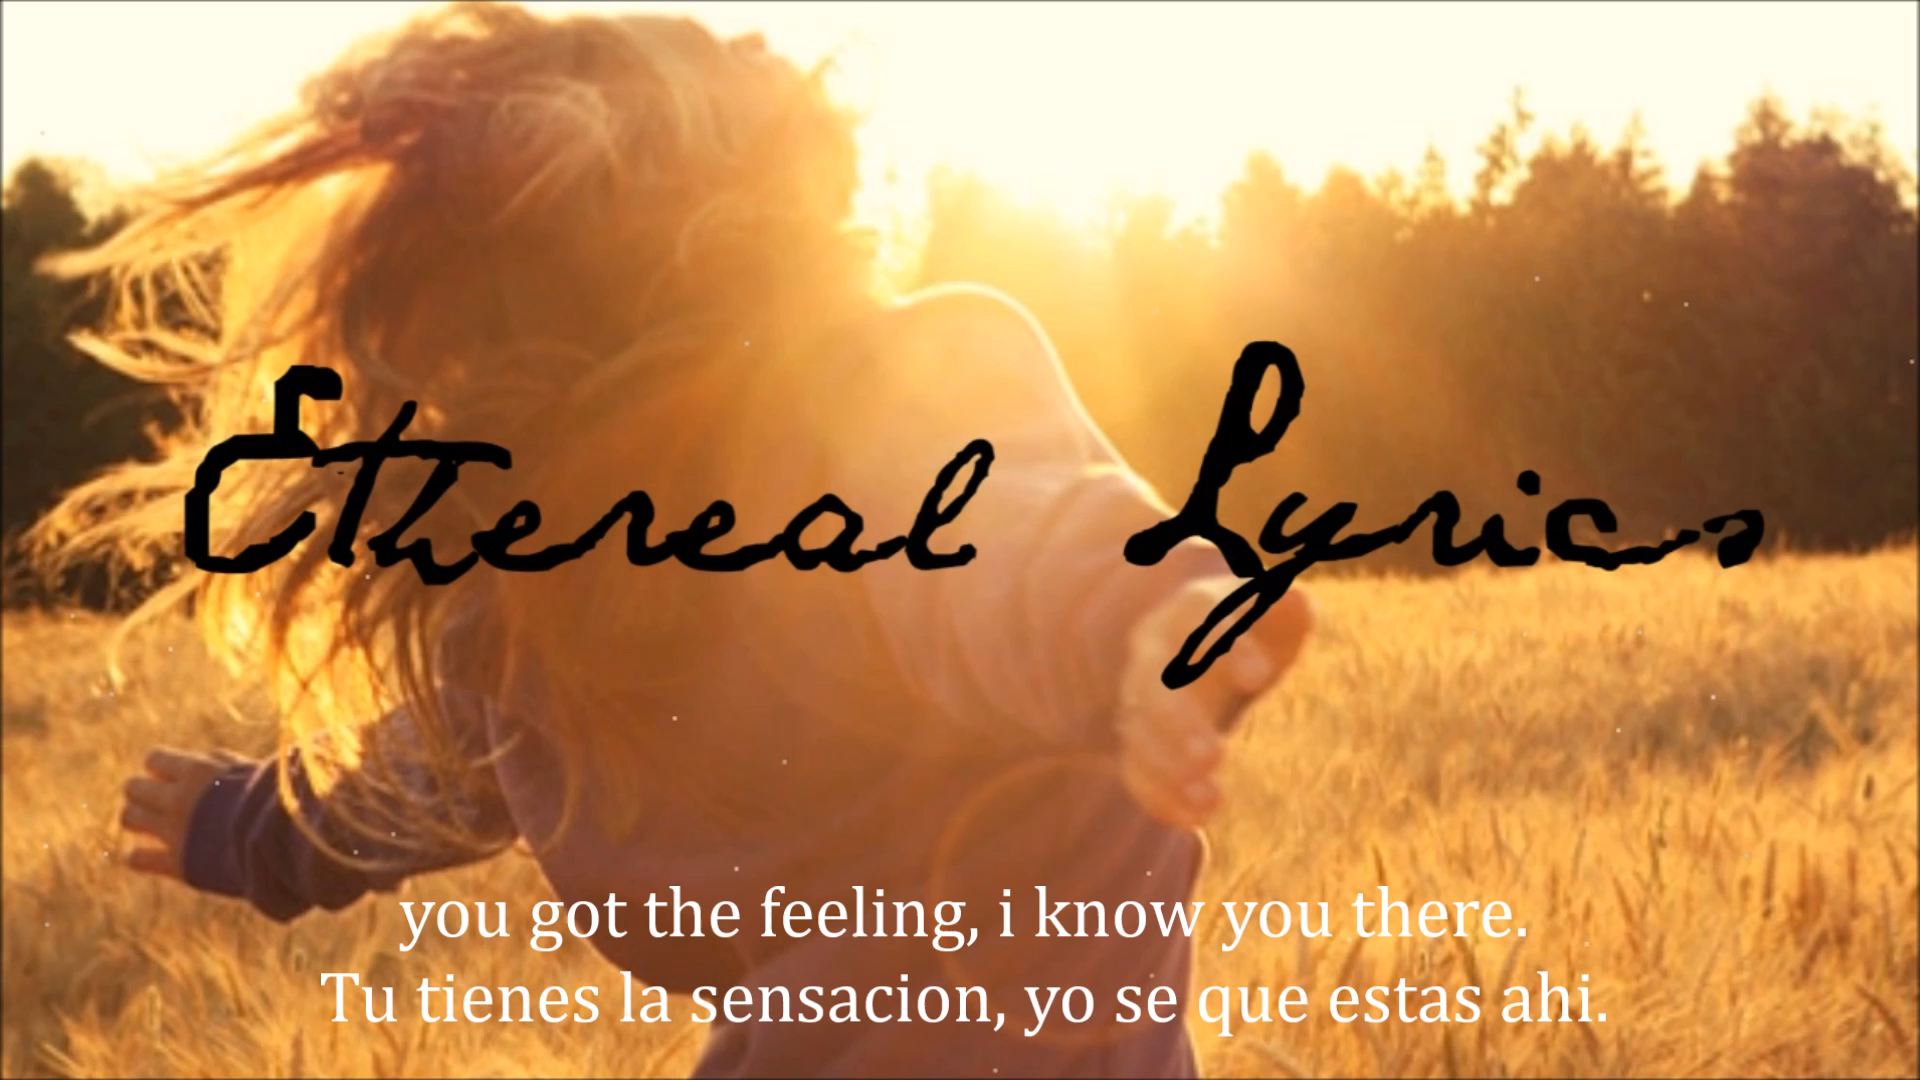 Ethereal Lyrics
you got the feeling, i know you there.
Tu tienes la sensacion, yo se que estas ahi.